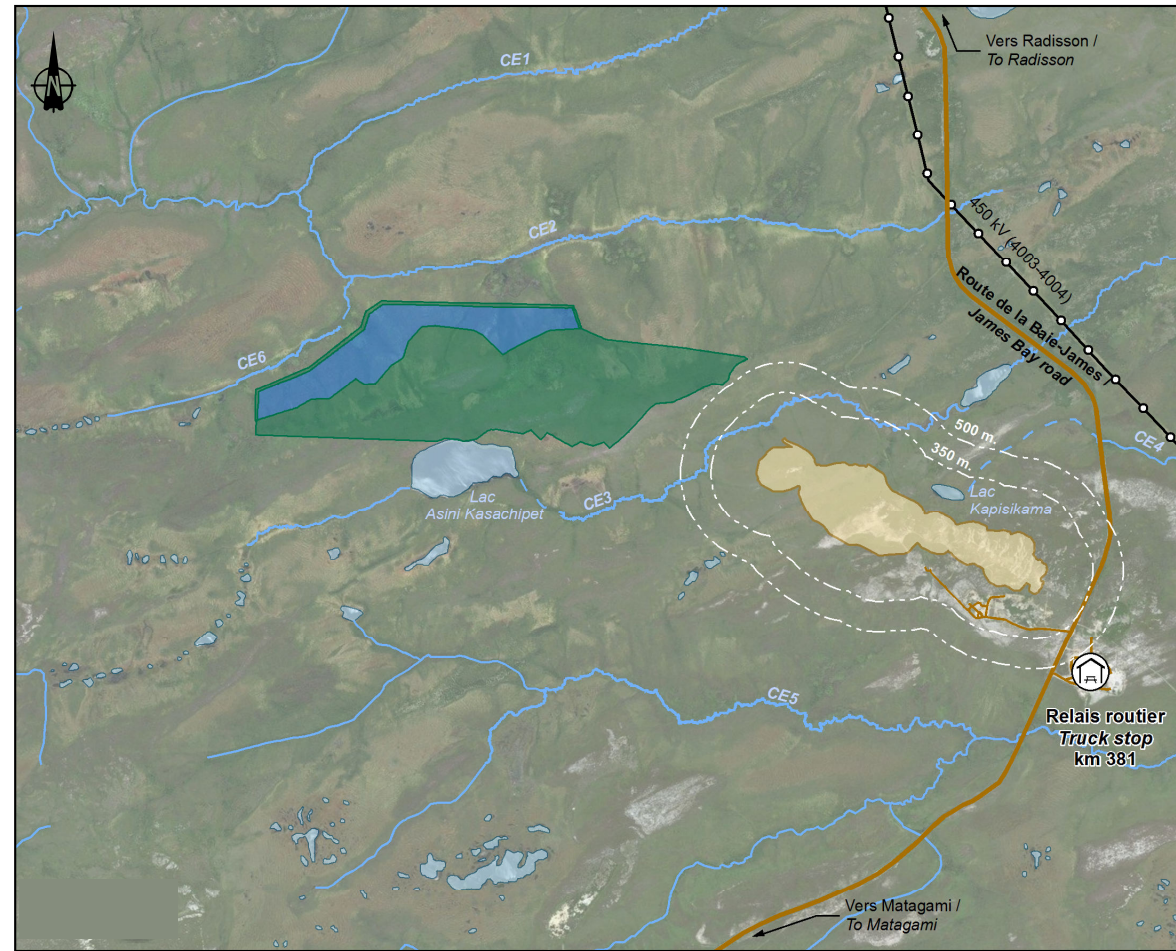 Vers Radisson /
To Radisson
CE1
N
450 kV (4003-4004)
CE2
Route de la Baie-James /
James Bay road
CE6
500 m.
350 m.
CE4
Lac
Asini Kasachipet
CE3
Lac
Kapisikama
CE5
Relais routier
Truck stop
km 381
Vers Matagami /
To Matagami